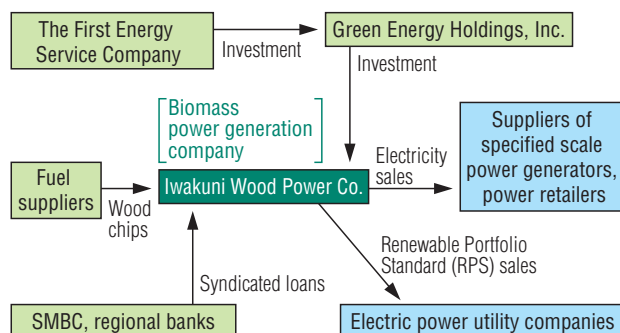 The First Energy
Service Company
Investment
Green Energy Holdings, Inc.
Investment
Biomass
power generation
company
Suppliers of
specified scale
power generators,
power retailers
Electricity
sales
Fuel
suppliers
Wood
chips
Iwakuni Wood Power Co.
Renewable Portfolio
Standard (RPS) sales
Syndicated loans
SMBC, regional banks
Electric power utility companies